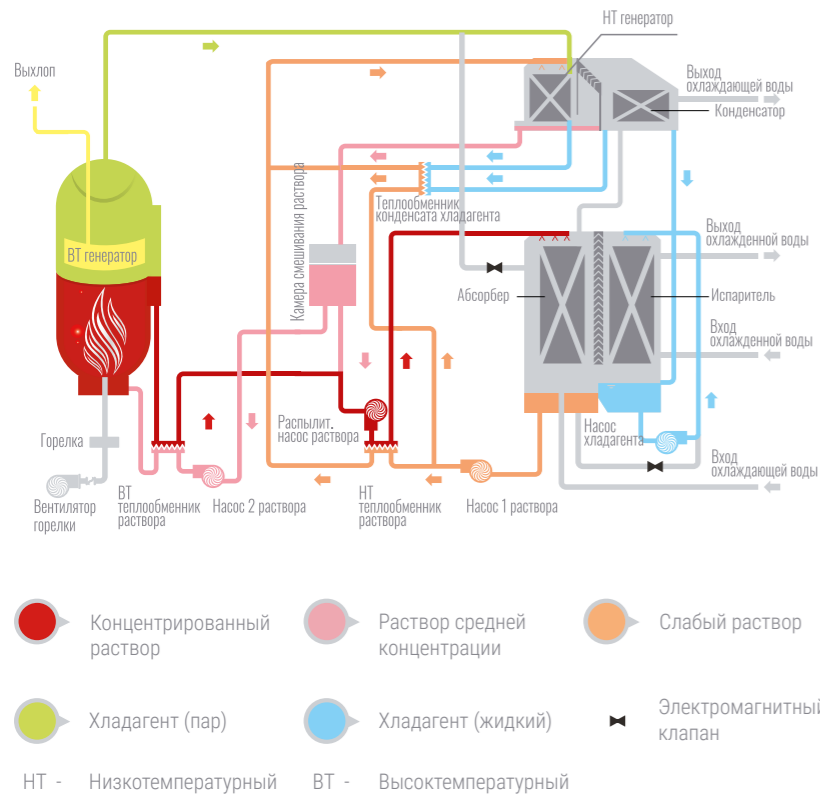 НТ генератор
Выхлоп
Выход
охлаждающей воды
Конденсатор
Камера смешивания раствора
Теплообменник
конденсата хладагента
Выход
охлажденной воды
ВТ генератор
Абсорбер
Испаритель
Вход
охлажденной воды
Распылит.
насос раствора
Насос
хладагента
Горелка
Вход
охлаждающей воды
Вентилятор
горелки
ВТ
теплообменник
раствора
Насос 2 раствора
НТ
теплообменник
раствора
Насос 1 раствора
Концентрированный
раствор
Раствор средней
концентрации
Слабый раствор
Хладагент (пар)
Хладагент (жидкий)
Электромагнитный
клапан
НТ - Низкотемпературный
ВТ - Высоктемпературный